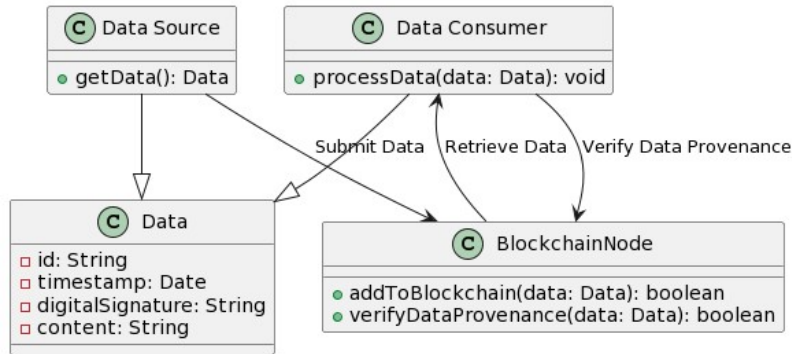 C Data Source
getData(): Data
C Data Consumer
processData(data: Data): void
Submit Data
Retrieve Data
Verify Data Provenance
C Data
id: String
timestamp: Date
digitalSignature: String
content: String
C BlockchainNode
addToBlockchain(data: Data): boolean
verifyDataProvenance(data: Data): boolean